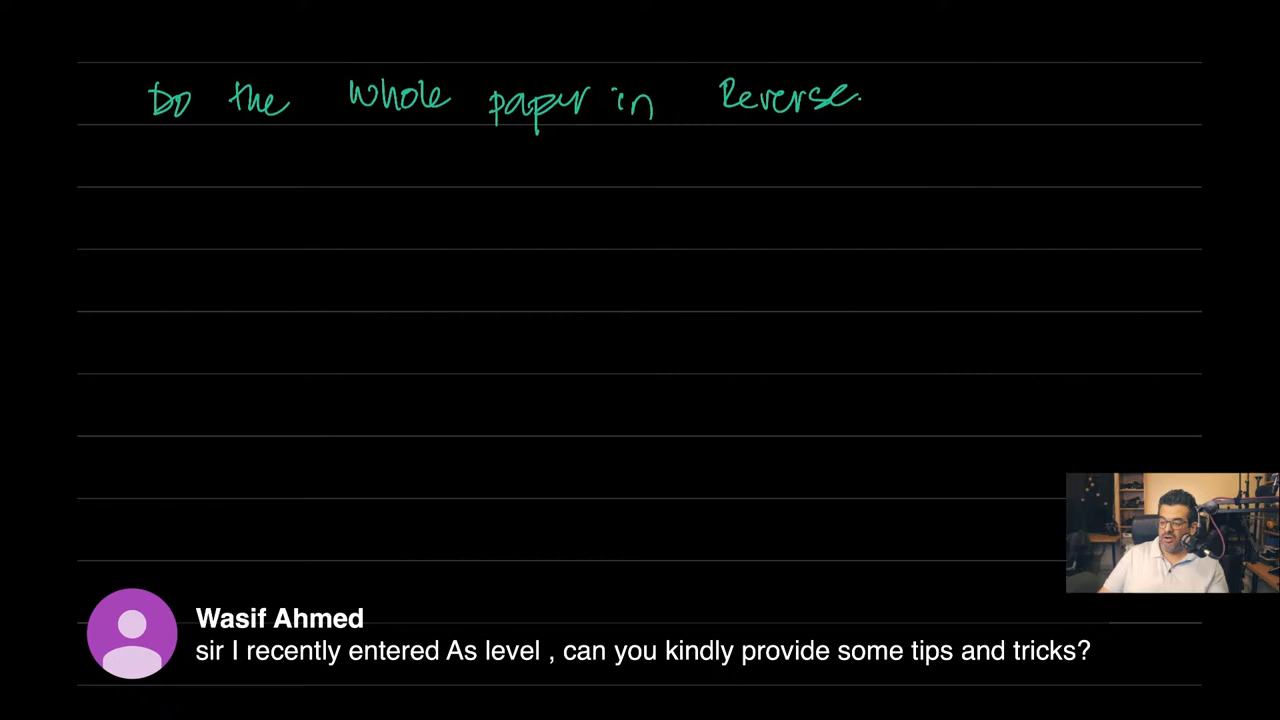 Do the whole paper in Reverse.
Wasif Ahmed
sir I recently entered As level , can you kindly provide some tips and tricks?